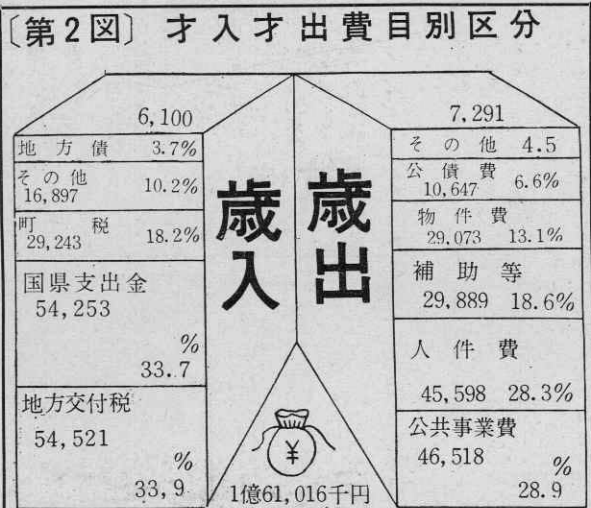 〔第2図〕 才入才出費目別区分
6,100
地方債 3.7%
その他
16,897 10.2%
町税
29,243 18.2%
国県支出金
54,253
%
33.7
地方交付税
54,521
%
33,9
歳入
歳出
¥
1億61,016千円
7,291
その他 4.5
公債費
10,647 6.6%
物件費
29,073 13.1%
補助等
29,889 18.6%
人件費
45,598 28.3%
公共事業費
46,518
%
28.9